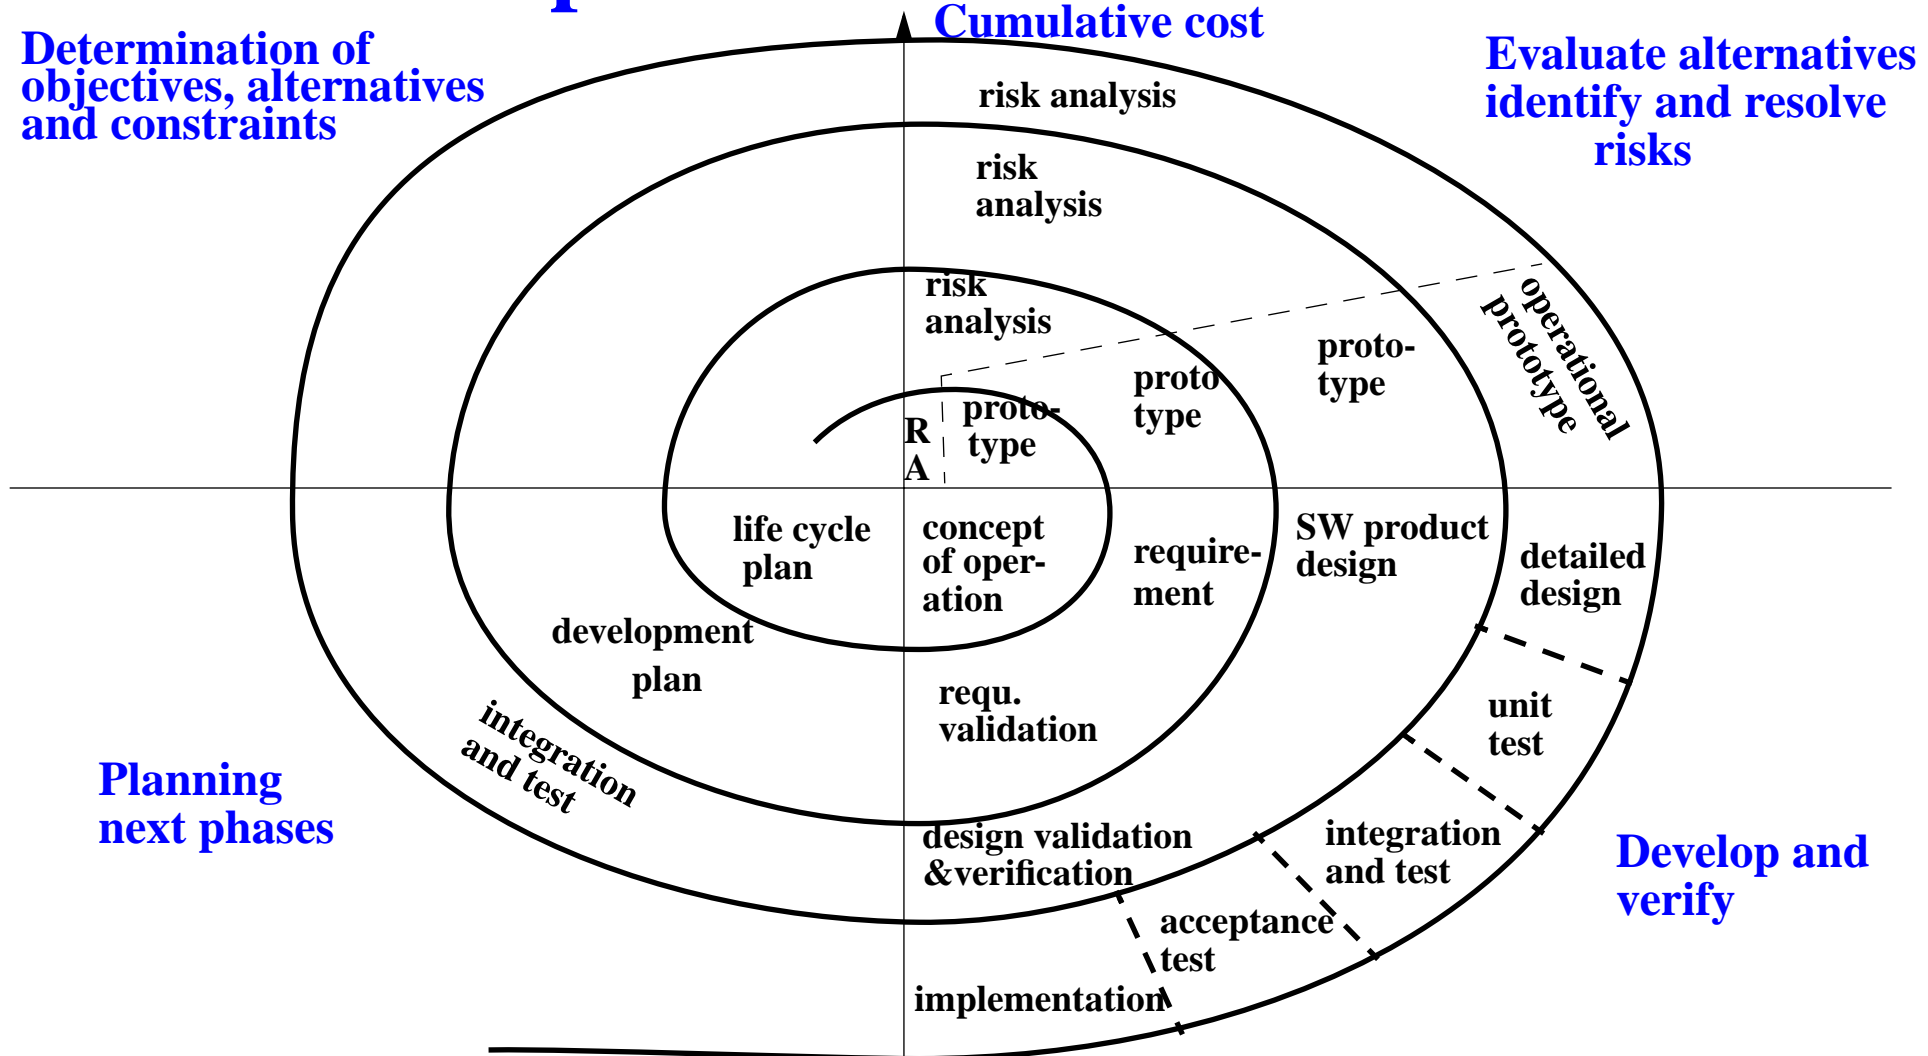 Cumulative cost
Determination of
objectives, alternatives
and constraints
Evaluate alternatives
identify and resolve
risks
risk analysis
risk
analysis
risk
analysis
operational
prototype
proto-
type
proto
type
proto-
type
R
A
life cycle
plan
concept
of oper-
ation
require-
ment
SW product
design
detailed
design
development
plan
requ.
validation
unit
test
integration
and test
Planning
next phases
design validation
&verification
integration
and test
Develop and
verify
acceptance
test
implementation